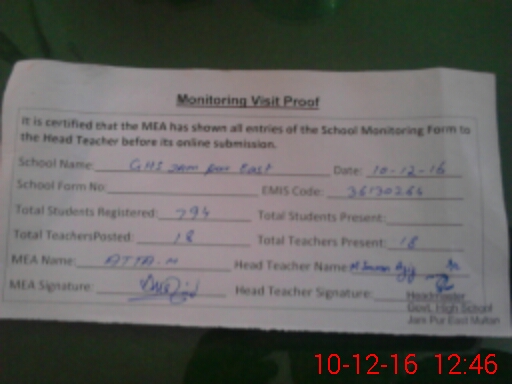 Monitoring Visit Proof
It is certified that the MEA has shown all entries of the School Monitoring Form to
the Head Teacher before its online submission.
School Name: GHS Jam pur East Date: 10-12-16
School Form No: EMIS Code: 36130264
Total Students Registered: 794 Total Students Present:
Total TeachersPosted: 18 Total Teachers Present: 18
MEA Name: ATTA-M Head Teacher Name: M
MEA Signature: Head Teacher Signature:
Headmaster
Govt. High School
Jam Pur East Multan
10-12-16 12:46